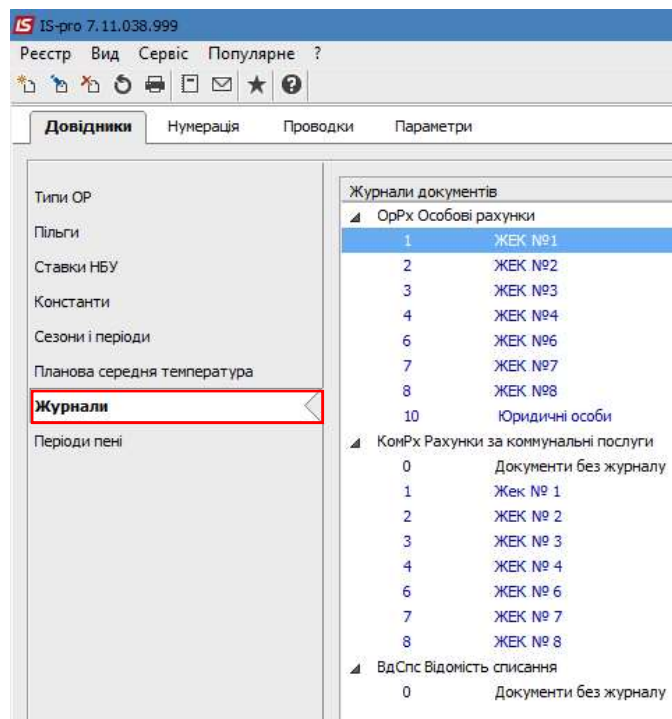 IS-pro 7.11.038.999
Реєстр Вид Сервіс Популярне ?
Довідники Нумерація Проводки Параметри
Типи ОР
Пільги
Ставки НБУ
Константи
Сезони і періоди
Планова середня температура
Журнали
Періоди пені
Журнали документів
ОрРх Особові рахунки
1 ЖЕК №1
2 ЖЕК №2
3 ЖЕК №3
4 ЖЕК №4
6 ЖЕК №6
7 ЖЕК №7
8 ЖЕК №8
10 Юридичні особи
КомРх Рахунки за коммунальні послуги
0 Документи без журналу
1 Жек № 1
2 ЖЕК № 2
3 ЖЕК № 3
4 ЖЕК № 4
6 ЖЕК № 6
7 ЖЕК № 7
8 ЖЕК № 8
ВдСпс Відомість списання
0 Документи без журналу